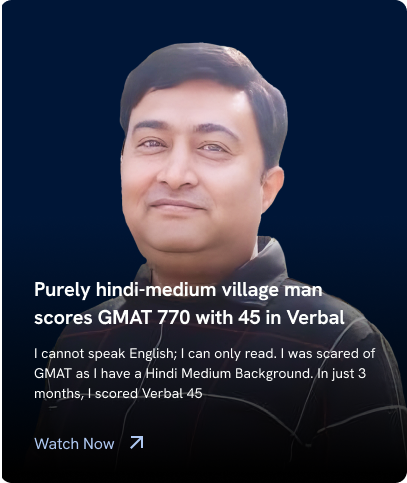 Purely hindi-medium village man
scores GMAT 770 with 45 in Verbal
I cannot speak English; I can only read. I was scared of
GMAT as I have a Hindi Medium Background. In just 3
months, I scored Verbal 45
Watch Now